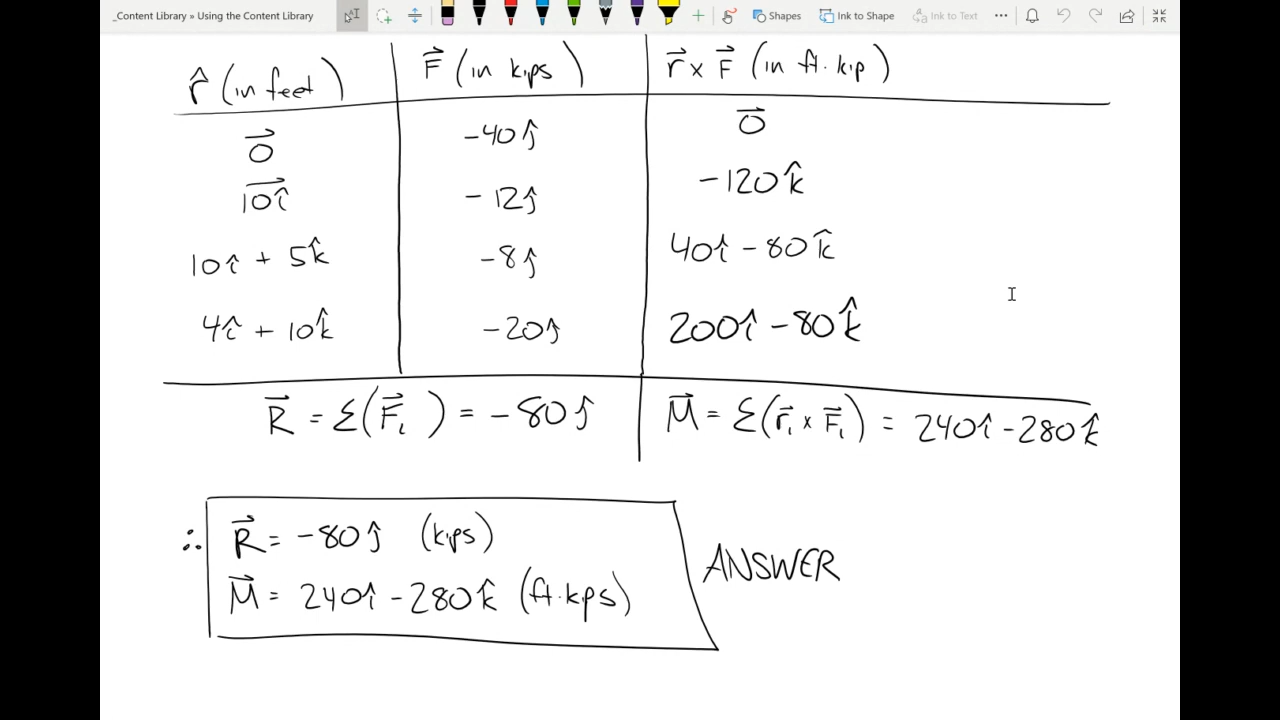 _Content Library » Using the Content Library
Shapes Ink to Shape Ink to Text
r̂ (in feet) F⃗ (in kips) r⃗ x F⃗ (in ft. kip)
0⃗ -40ĵ 0⃗
10î -12ĵ -120k̂
10î + 5k̂ -8ĵ 40î - 80k̂
4î + 10k̂ -20ĵ 200î - 80k̂
R⃗ = Σ(F⃗ᵢ) = -80ĵ M⃗ = Σ(r⃗ᵢ x F⃗ᵢ) = 240î - 280k̂
∴ R⃗ = -80ĵ (kips)
M⃗ = 240î - 280k̂ (ft.kps)
ANSWER